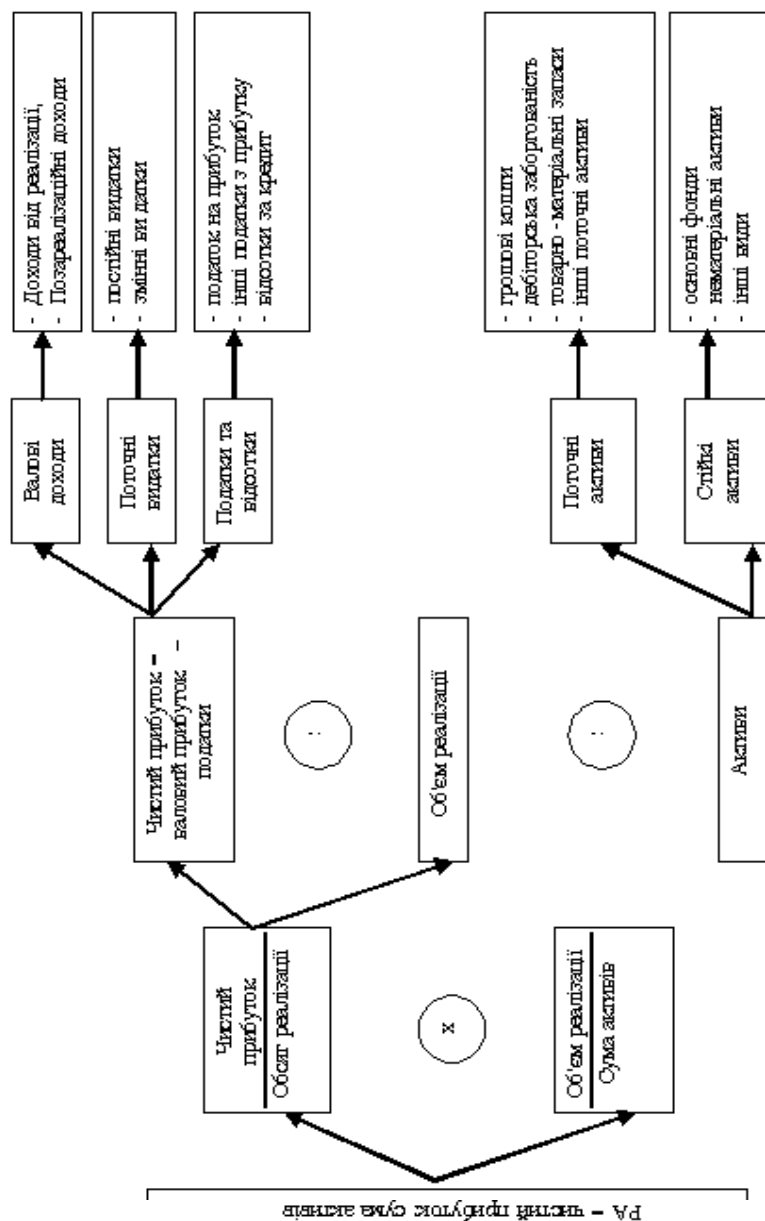 РА = чистий прибуток: сума активів
Чистий
прибуток
Обсяг реалізації
х
Об'єм реалізації
Сума активів
Чистий прибуток =
валовий прибуток –
податки
:
Об'єм реалізації
:
Активи
Валові
доходи
Поточні
видатки
Податки та
відсотки
Поточні
активи
Стійкі
активи
- Доходи від реалізації,
- Позареалізаційні доходи
- постійні видатки
- змінні ви датки
- податок на прибуток
- інші податки з прибутку
- відсотки за кредит
- грошові кошти
- дебіторська заборгованість
- товарно - матеріальні запаси
- інші поточні активи
- основні фонди
- нематеріальні активи
- інші види